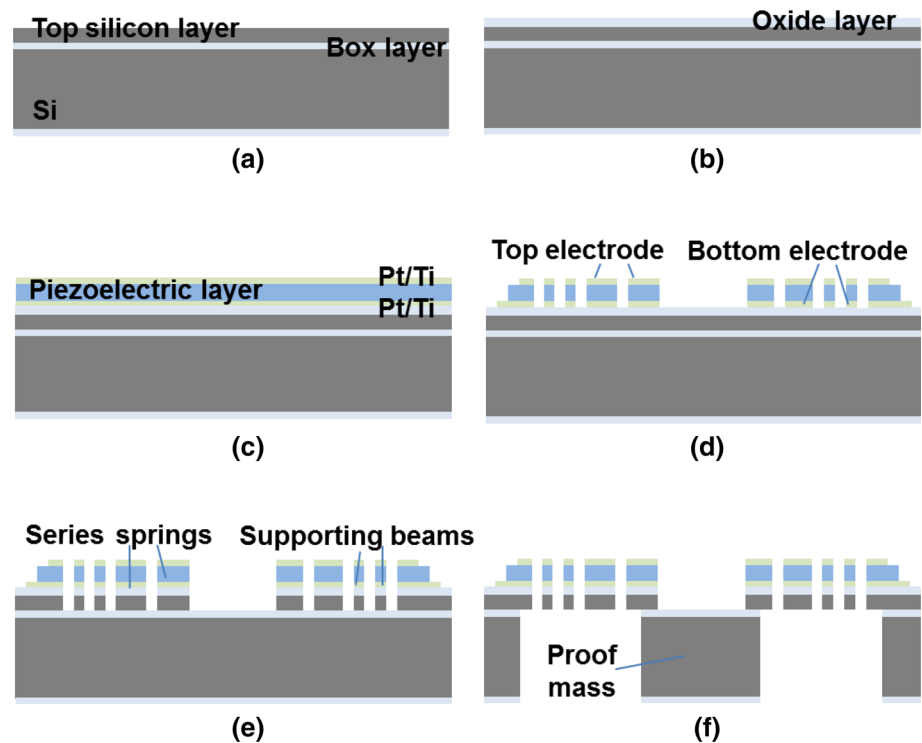 Top silicon layer
Box layer
Si
(a)
Oxide layer
(b)
Pt/Ti
Piezoelectric layer
Pt/Ti
(c)
Top electrode
Bottom electrode
(d)
Series springs
Supporting beams
(e)
Proof
mass
(f)